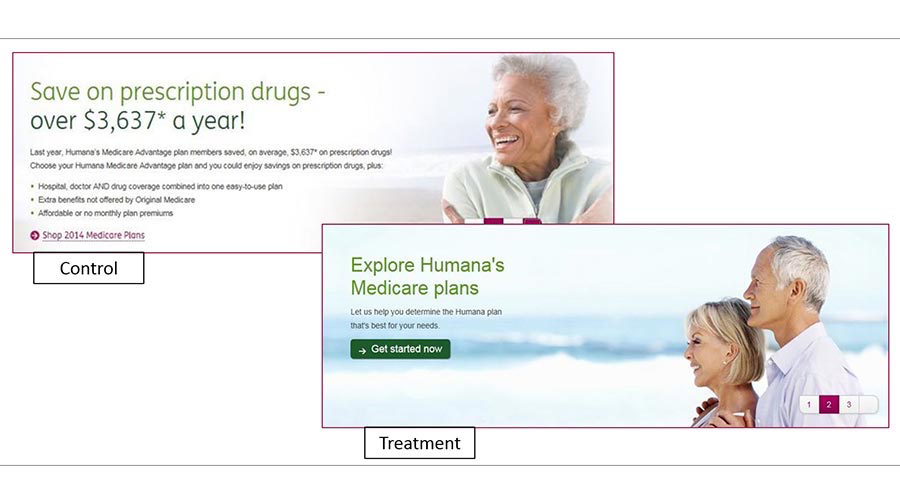 Save on prescription drugs -
over $3,637* a year!
Last year, Humana's Medicare Advantage plan members saved, on average, $3,637* on prescription drugs!
Choose your Humana Medicare Advantage plan and you could enjoy savings on prescription drugs, plus:
• Hospital, doctor AND drug coverage combined into one easy-to-use plan
• Extra benefits not offered by Original Medicare
• Affordable or no monthly plan premiums
Shop 2014 Medicare Plans
Control
Explore Humana's
Medicare plans
Let us help you determine the Humana plan
that's best for your needs.
Get started now
1 2 3
Treatment